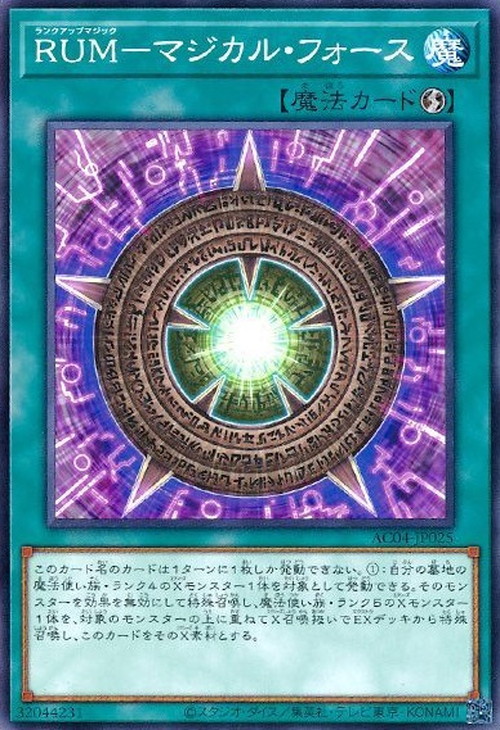 ランクアップマジック
RUM－マジカル・フォース
魔
【魔法カード】
AC04-JP025
このカード名のカードは１ターンに１枚しか発動できない。①：自分の墓地の
魔法使い族・ランク４のXモンスター１体を対象として発動できる。そのモン
スターを効果を無効にして特殊召喚し、魔法使い族・ランク５のXモンスター
１体を、対象のモンスターの上に重ねてX召喚扱いでEXデッキから特殊
召喚し、このカードをそのX素材とする。
32044231
©スタジオ・ダイス／集英社・テレビ東京・KONAMI